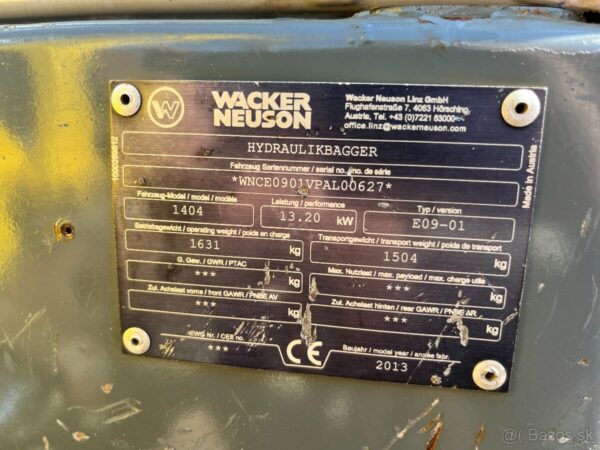 WACKER
NEUSON
Wacker Neuson Linz GmbH
Flughafenstraße 7, 4063 Hörsching,
Austria, Tel. +43 (0)7221 63000
office.linz@wackerneuson.com
HYDRAULIKBAGGER
Fahrzeug Seriennummer / serial no. /no. de série
*WNCE0901VPAL00627*
Fahrzeug-Model / model / modèle
1404
Leistung / performance
13.20 kW
Typ / version
E09-01
Betriebsgewicht / operating weight / poids en charge
1631 kg
Transportgewicht / transport weight / poids de transport
1504 kg
G. Gew. / GWR / PTAC
*** kg
Max. Nutzlast / max. payload / max. charge utile
*** kg
Zul. Achslast vorne / front GAWR / PNBE AV
*** kg
Zul. Achslast hinten / rear GAWR / PNBE AR
*** kg
EWG Nr. / CEE no.
***
CE
Baujahr / model year / année fabr.
2013
Made in Austria
© Bazos.sk